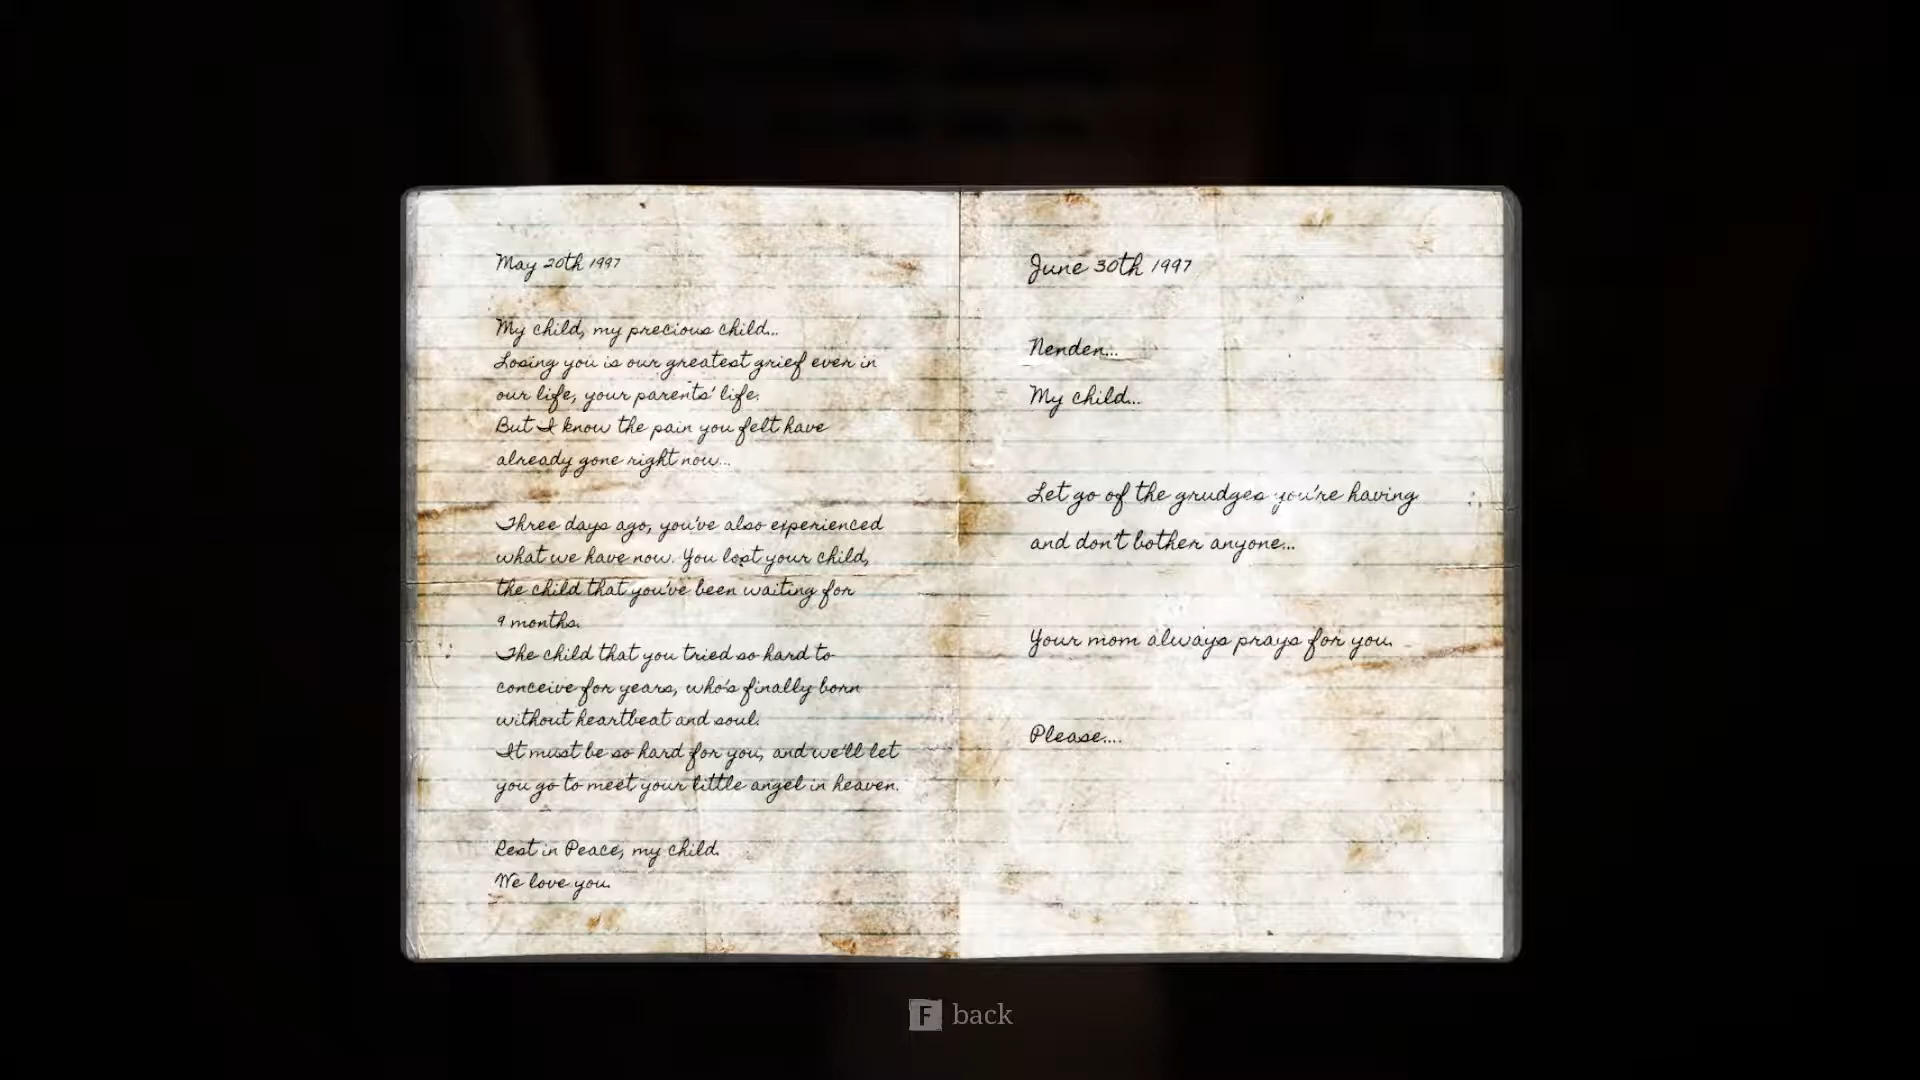 May 20th 1997
My child, my precious child...
Losing you is our greatest grief ever in
our life, your parents' life.
But I know the pain you felt have
already gone right now...
Three days ago, you've also experienced
what we have now. You lost your child,
the child that you've been waiting for
9 months.
The child that you tried so hard to
conceive for years, who's finally born
without heartbeat and soul.
It must be so hard for you, and we'll let
you go to meet your little angel in heaven.
Rest in Peace, my child.
We love you.
June 30th 1997
Nenden...
My child...
Let go of the grudges you're having
and don't bother anyone...
Your mom always prays for you.
Please....
F back